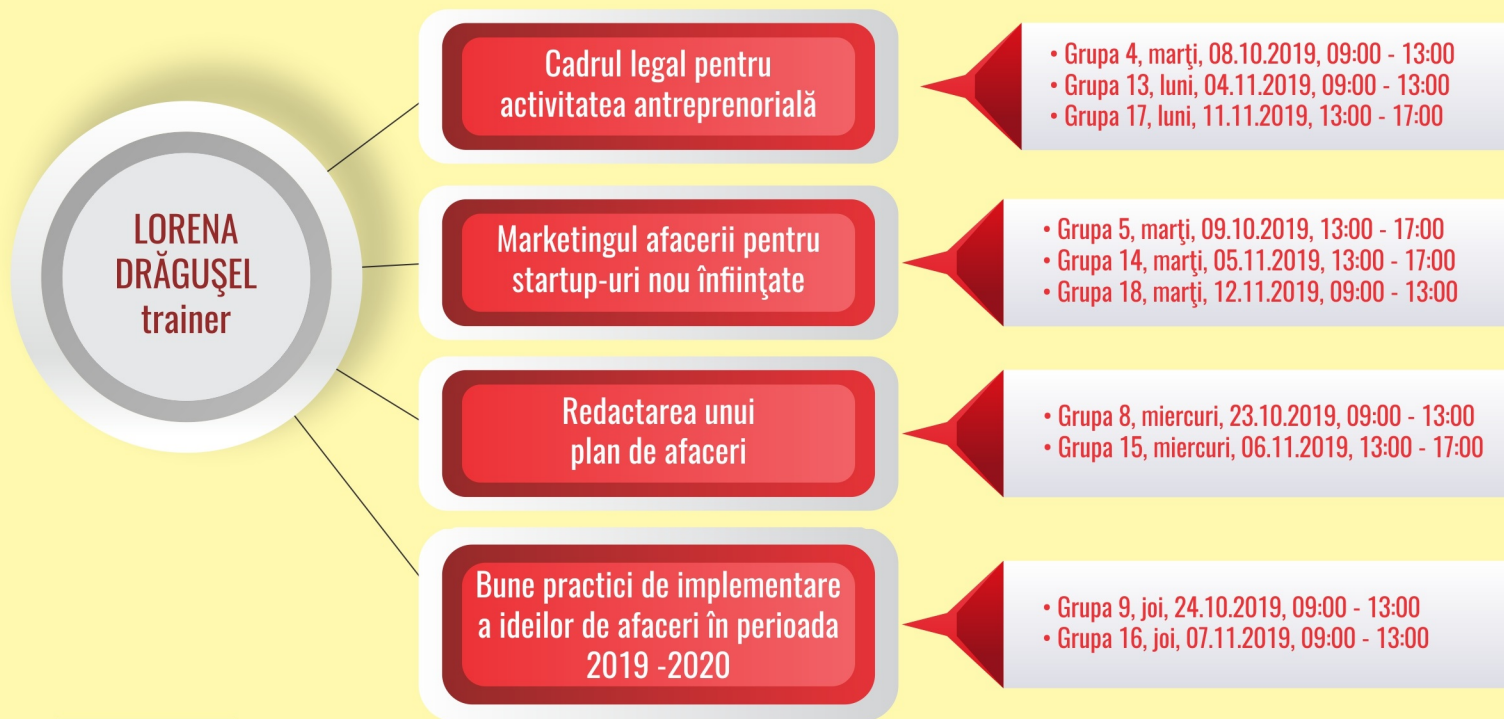 LORENA
DRĂGUŞEL
trainer
Cadrul legal pentru
activitatea antreprenorială
• Grupa 4, marţi, 08.10.2019, 09:00 - 13:00
• Grupa 13, luni, 04.11.2019, 09:00 - 13:00
• Grupa 17, luni, 11.11.2019, 13:00 - 17:00
Marketingul afacerii pentru
startup-uri nou înfiinţate
• Grupa 5, marţi, 09.10.2019, 13:00 - 17:00
• Grupa 14, marţi, 05.11.2019, 13:00 - 17:00
• Grupa 18, marţi, 12.11.2019, 09:00 - 13:00
Redactarea unui
plan de afaceri
• Grupa 8, miercuri, 23.10.2019, 09:00 - 13:00
• Grupa 15, miercuri, 06.11.2019, 13:00 - 17:00
Bune practici de implementare
a ideilor de afaceri în perioada
2019 -2020
• Grupa 9, joi, 24.10.2019, 09:00 - 13:00
• Grupa 16, joi, 07.11.2019, 09:00 - 13:00